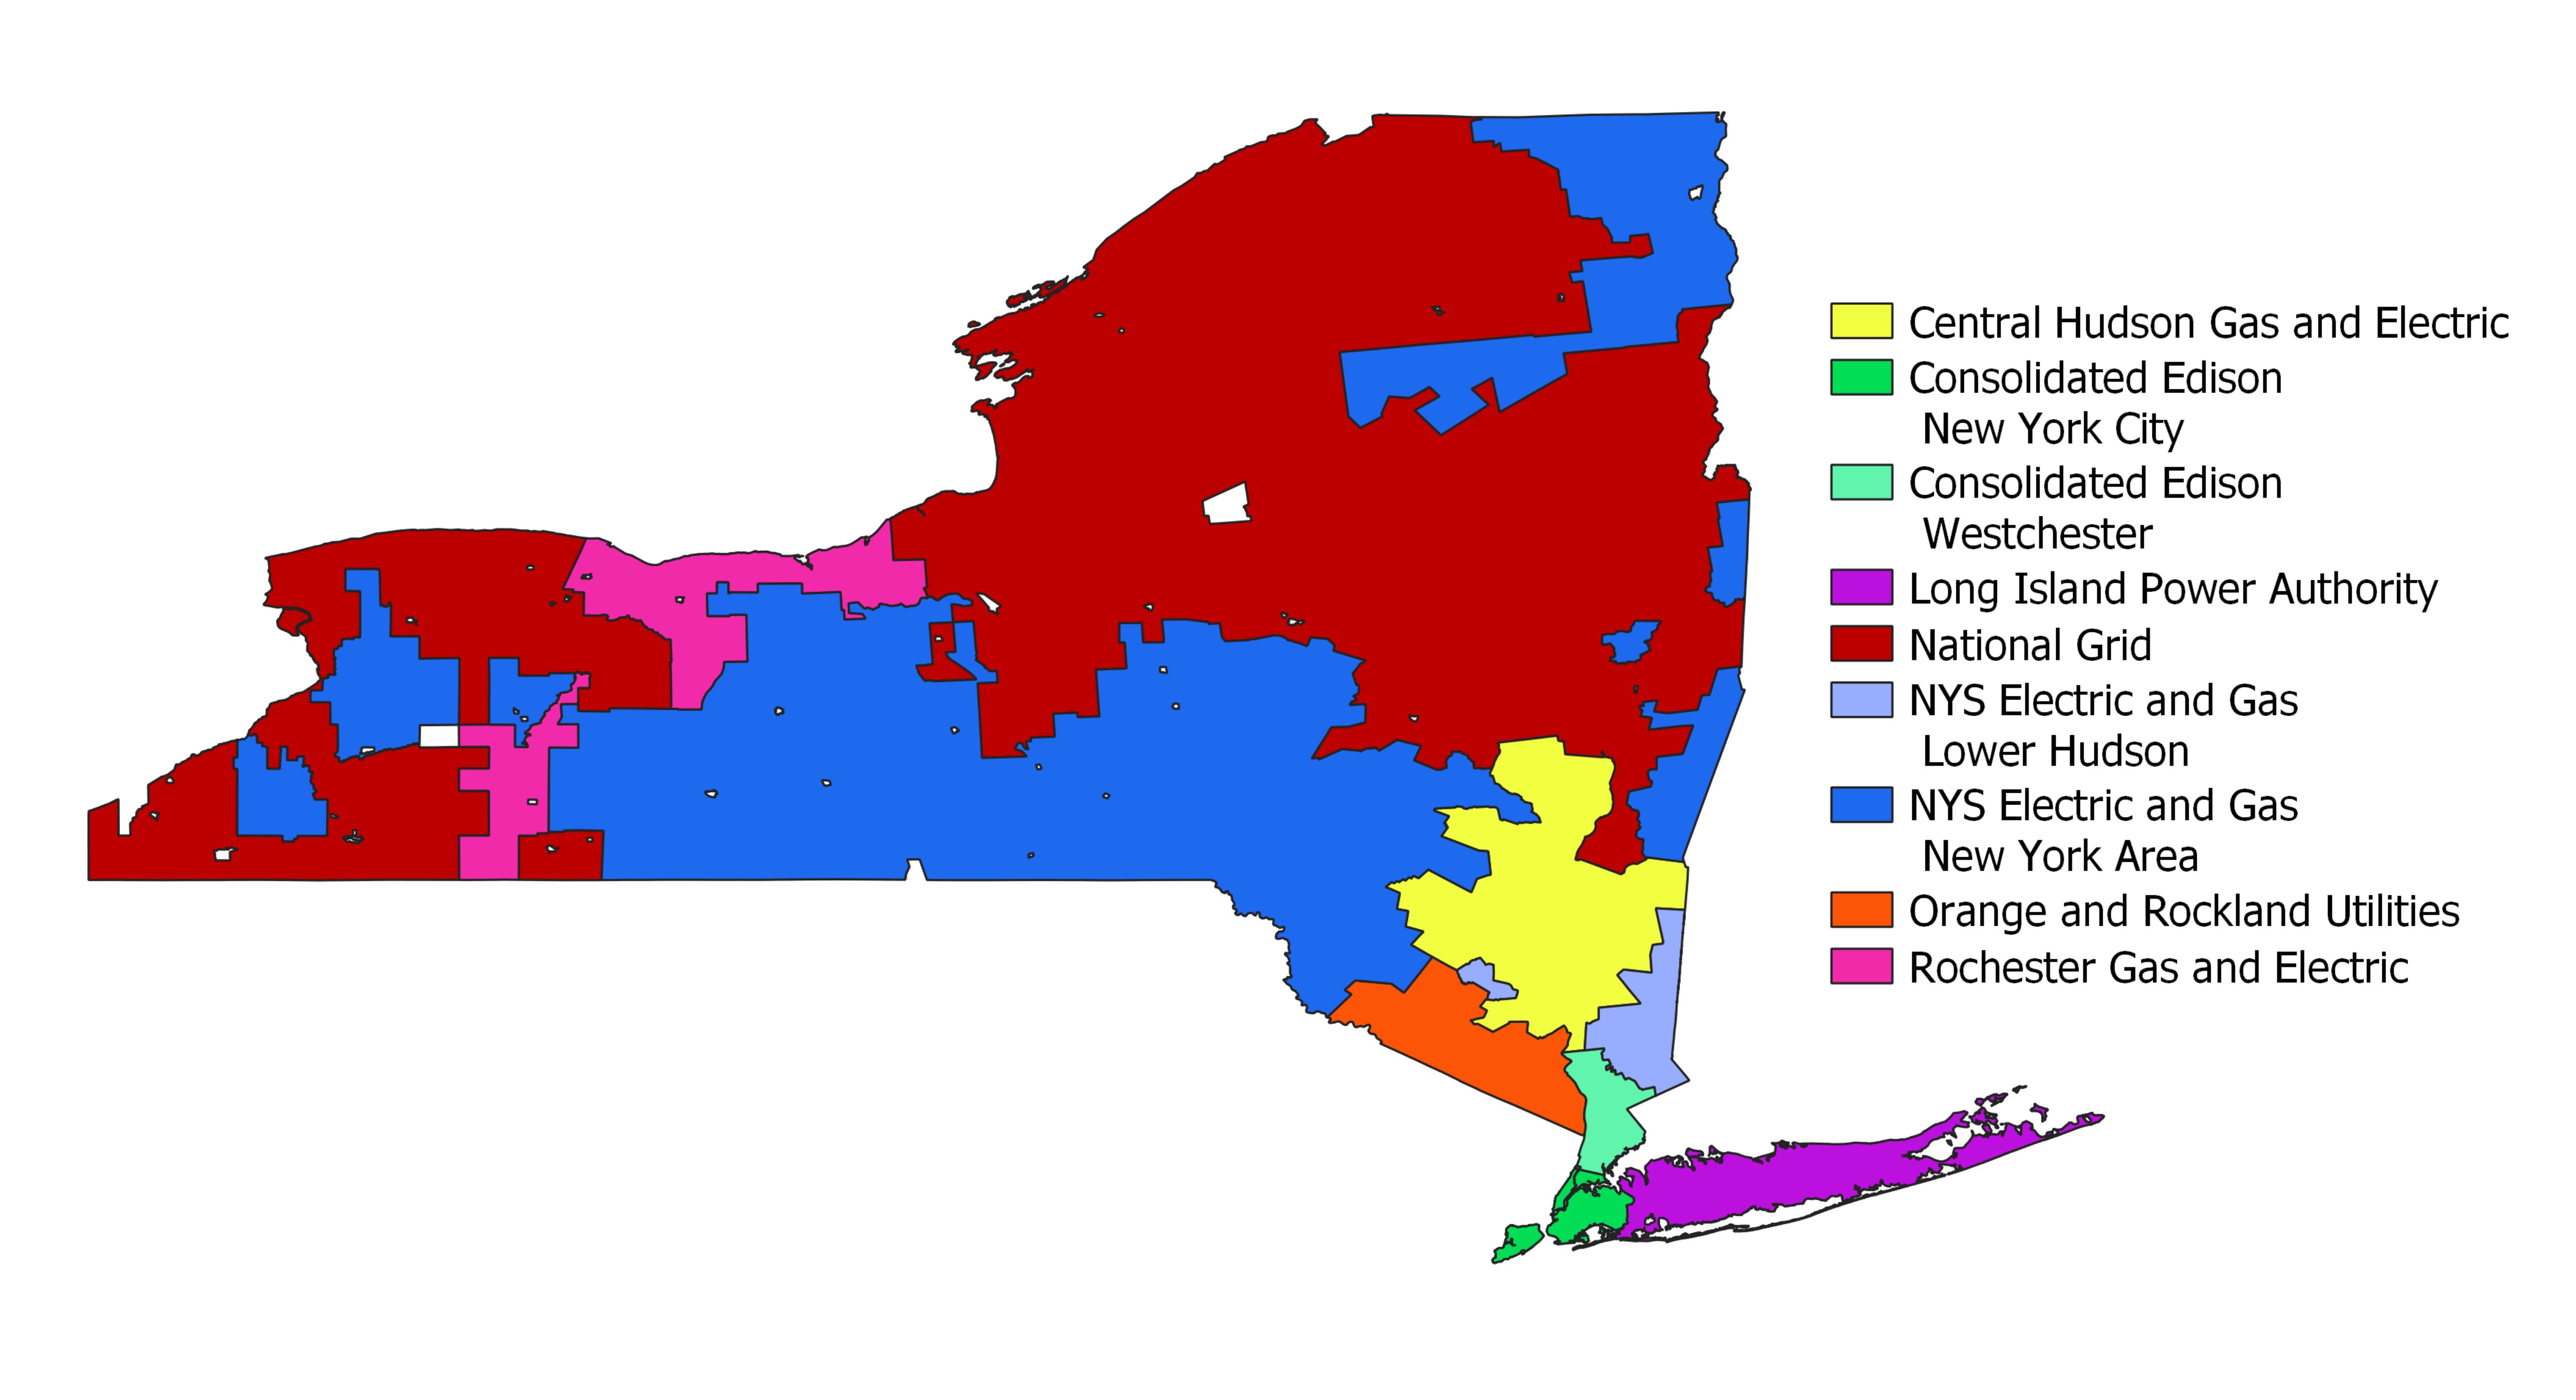 Central Hudson Gas and Electric
Consolidated Edison
New York City
Consolidated Edison
Westchester
Long Island Power Authority
National Grid
NYS Electric and Gas
Lower Hudson
NYS Electric and Gas
New York Area
Orange and Rockland Utilities
Rochester Gas and Electric